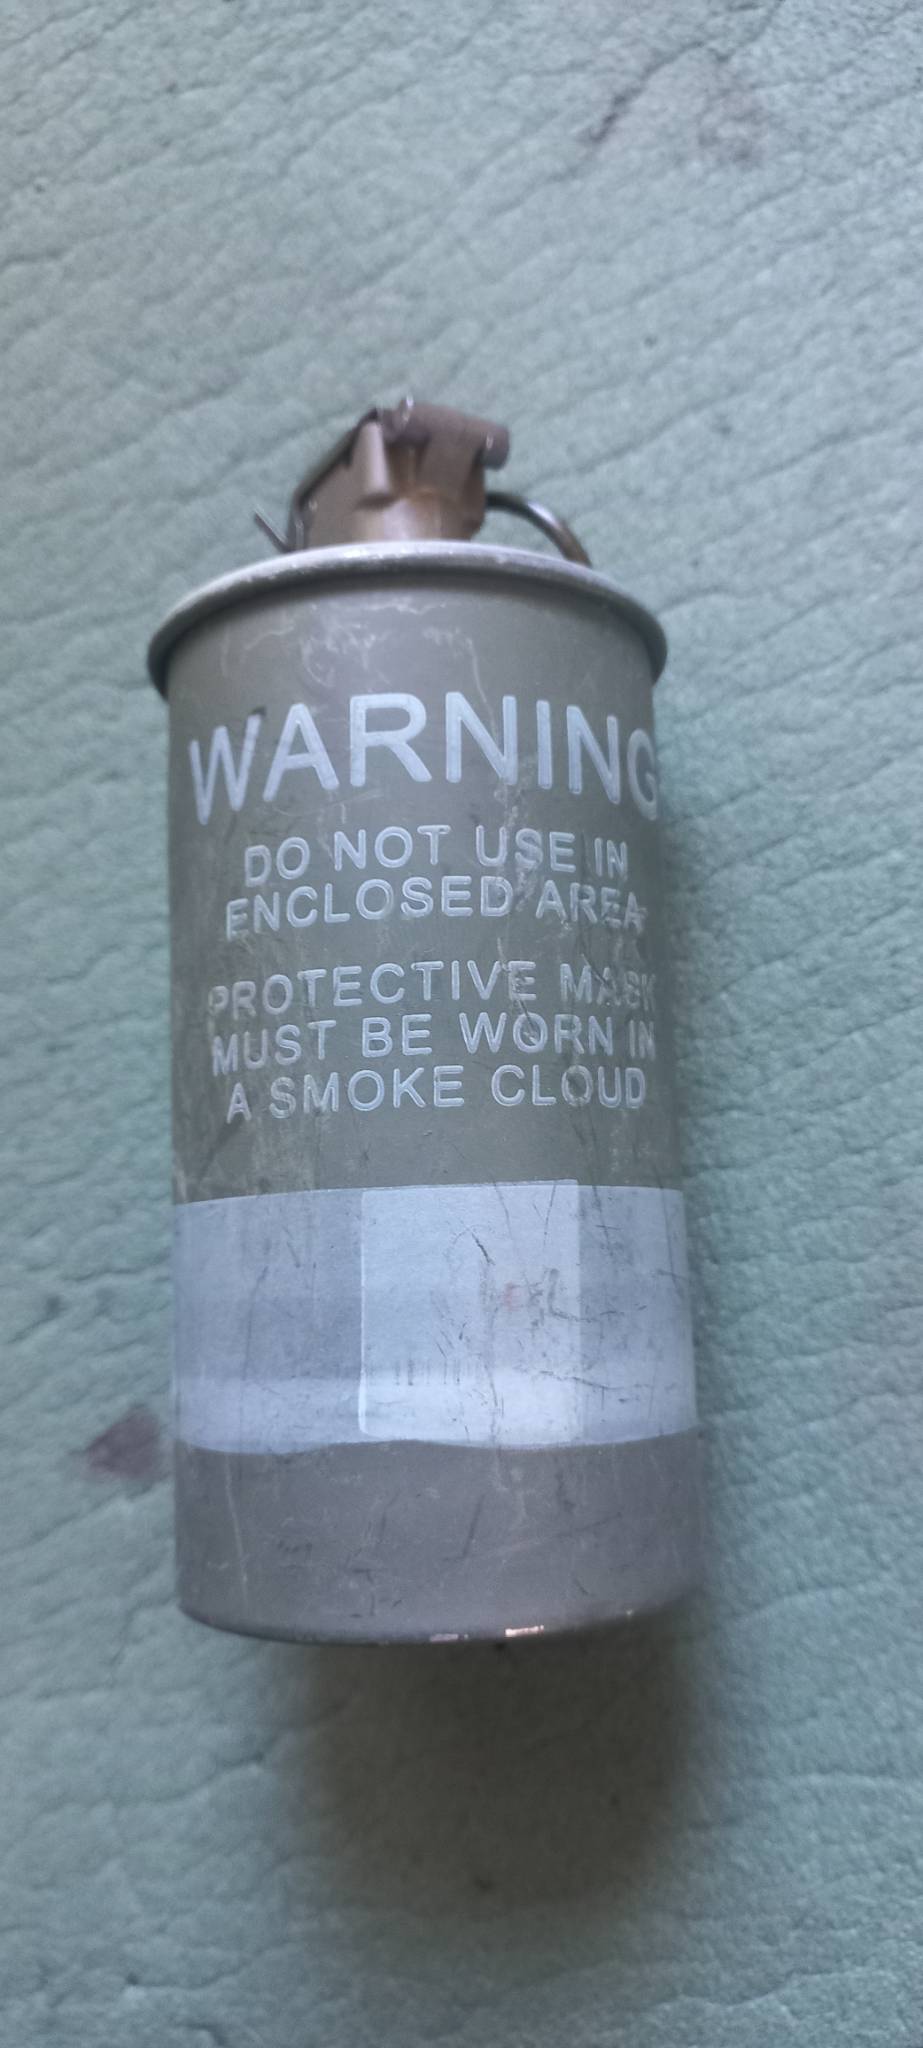 WARNING
DO NOT USE IN
ENCLOSED AREA
PROTECTIVE MASK
MUST BE WORN IN
A SMOKE CLOUD